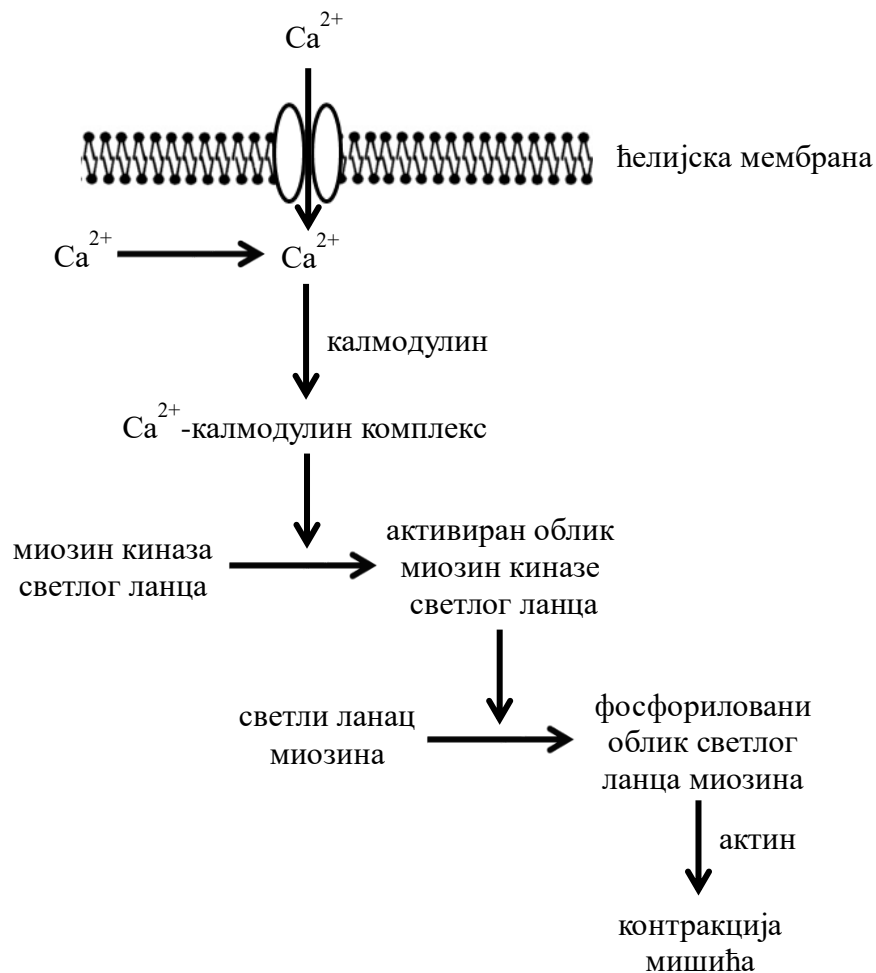 Ca2+
ћелијска мембрана
Ca2+
Ca2+
калмодулин
Ca2+-калмодулин комплекс
миозин киназа
светлог ланца
активиран облик
миозин киназе
светлог ланца
светли ланац
миозина
фосфориловани
облик светлог
ланца миозина
актин
контракција
мишића